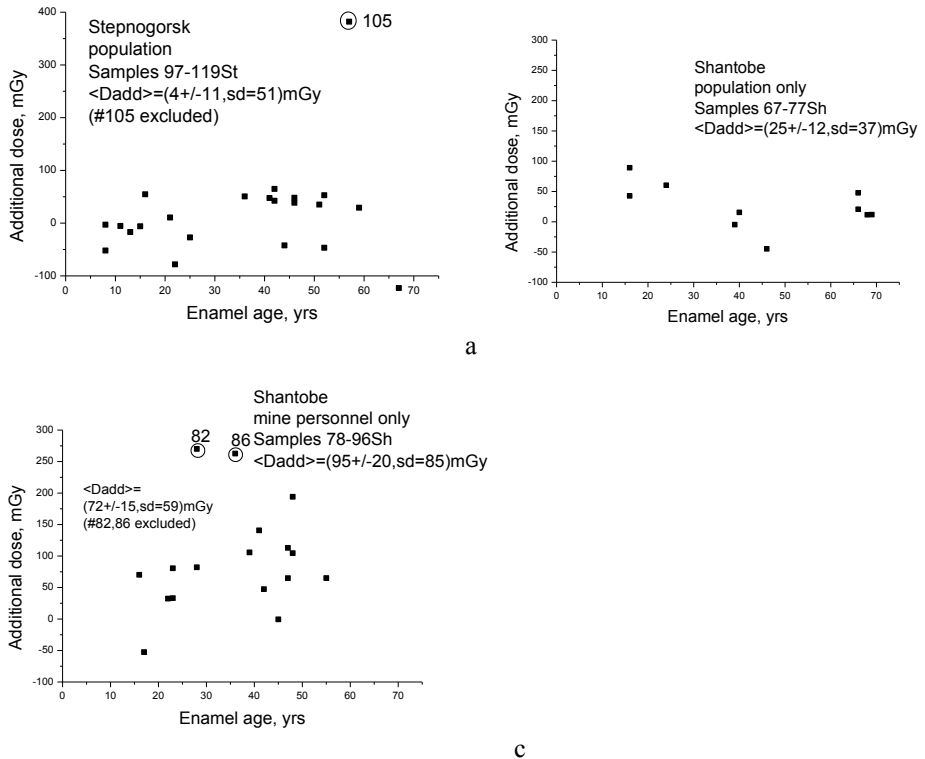 400
300
200
100
0
-100
0 10 20 30 40 50 60 70
Additional dose, mGy
Enamel age, yrs
Stepnogorsk
population
Samples 97-119St
<Dadd>=(4+/-11,sd=51)mGy
(#105 excluded)
105
300
250
200
150
100
50
0
-50
-100
0 10 20 30 40 50 60 70
Additional dose, mGy
Enamel age, yrs
Shantobe
population only
Samples 67-77Sh
<Dadd>=(25+/-12,sd=37)mGy
a
300
250
200
150
100
50
0
-50
-100
0 10 20 30 40 50 60 70
Additional dose, mGy
Enamel age, yrs
Shantobe
mine personnel only
Samples 78-96Sh
<Dadd>=(95+/-20,sd=85)mGy
82
86
<Dadd>=
(72+/-15,sd=59)mGy
(#82,86 excluded)
c